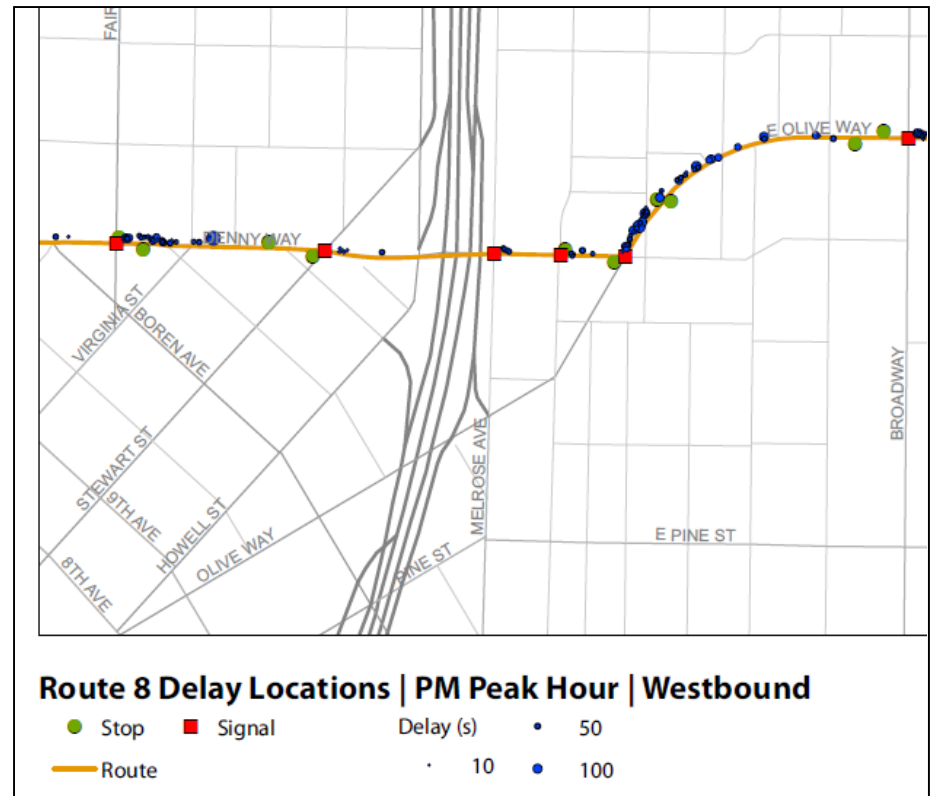 FAIR
E OLIVE WAY
DENNY WAY
VIRGINIA ST
BOREN AVE
BROADWAY
STEWART ST
MELROSE AVE
9TH AVE
HOWELL ST
E PINE ST
OLIVE WAY
PINE ST
8TH AVE
Route 8 Delay Locations | PM Peak Hour | Westbound
Stop Signal Delay (s) 50
Route 10 100